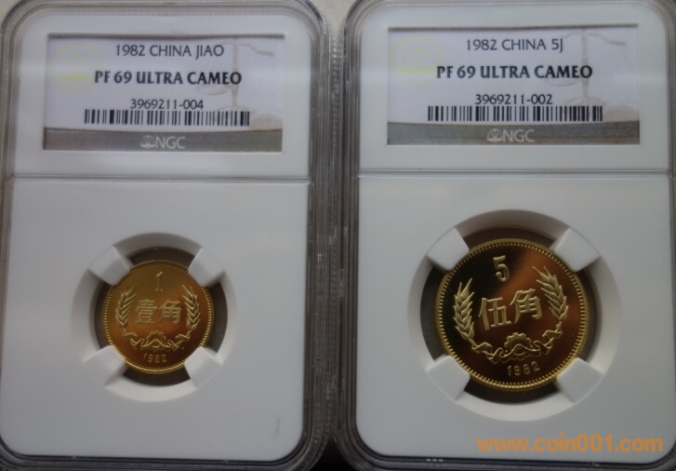 1982 CHINA JIAO
PF 69 ULTRA CAMEO
3969211-004
NGC
1
壹角
1982
1982 CHINA 5J
PF 69 ULTRA CAMEO
3969211-002
NGC
5
伍角
1982
www.coin001.com